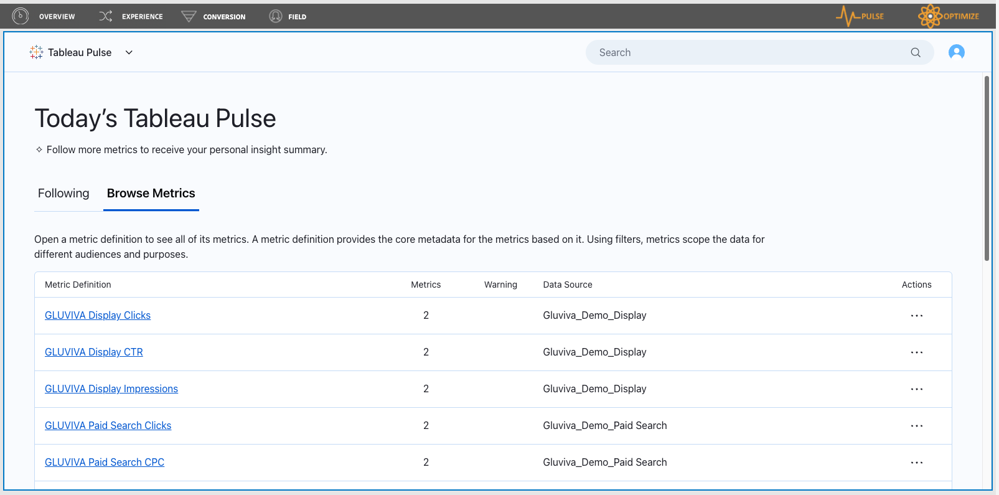 OVERVIEW EXPERIENCE CONVERSION FIELD PULSE OPTIMIZE
Tableau Pulse Search
Today’s Tableau Pulse
Follow more metrics to receive your personal insight summary.
Following Browse Metrics
Open a metric definition to see all of its metrics. A metric definition provides the core metadata for the metrics based on it. Using filters, metrics scope the data for
different audiences and purposes.
Metric Definition Metrics Warning Data Source Actions
GLUVIVA Display Clicks 2 Gluviva_Demo_Display ...
GLUVIVA Display CTR 2 Gluviva_Demo_Display ...
GLUVIVA Display Impressions 2 Gluviva_Demo_Display ...
GLUVIVA Paid Search Clicks 2 Gluviva_Demo_Paid Search ...
GLUVIVA Paid Search CPC 2 Gluviva_Demo_Paid Search ...